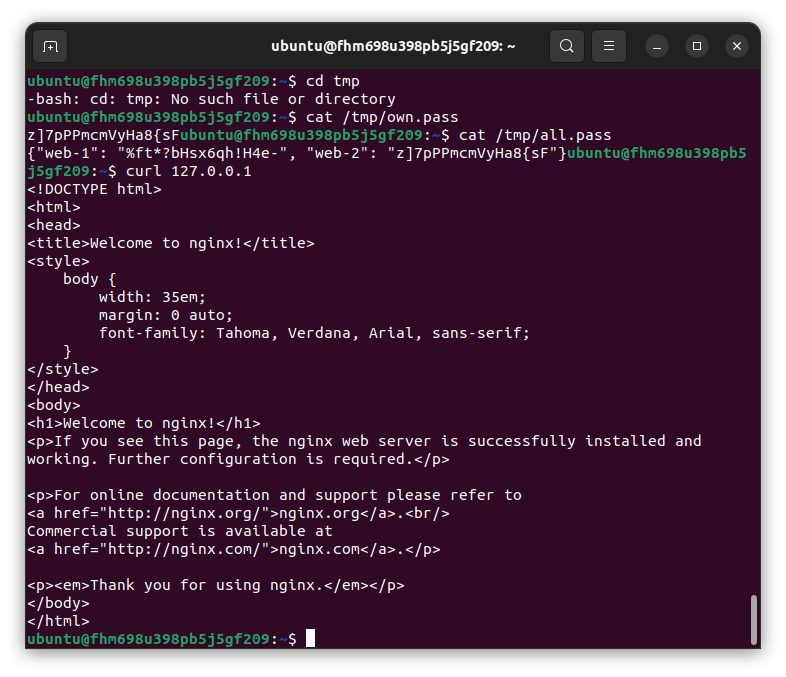 ubuntu@fhm698u398pb5j5gf209: ~
ubuntu@fhm698u398pb5j5gf209:~$ cd tmp
-bash: cd: tmp: No such file or directory
ubuntu@fhm698u398pb5j5gf209:~$ cat /tmp/own.pass
z]7pPPmcmVyHa8{sFubuntu@fhm698u398pb5j5gf209:~$ cat /tmp/all.pass
{"web-1": "%ft*?bHsx6qh!H4e-", "web-2": "z]7pPPmcmVyHa8{sF"}ubuntu@fhm698u398pb5
j5gf209:~$ curl 127.0.0.1
<!DOCTYPE html>
<html>
<head>
<title>Welcome to nginx!</title>
<style>
    body {
        width: 35em;
        margin: 0 auto;
        font-family: Tahoma, Verdana, Arial, sans-serif;
    }
</style>
</head>
<body>
<h1>Welcome to nginx!</h1>
<p>If you see this page, the nginx web server is successfully installed and
working. Further configuration is required.</p>

<p>For online documentation and support please refer to
<a href="http://nginx.org/">nginx.org</a>.<br/>
Commercial support is available at
<a href="http://nginx.com/">nginx.com</a>.</p>

<p><em>Thank you for using nginx.</em></p>
</body>
</html>
ubuntu@fhm698u398pb5j5gf209:~$